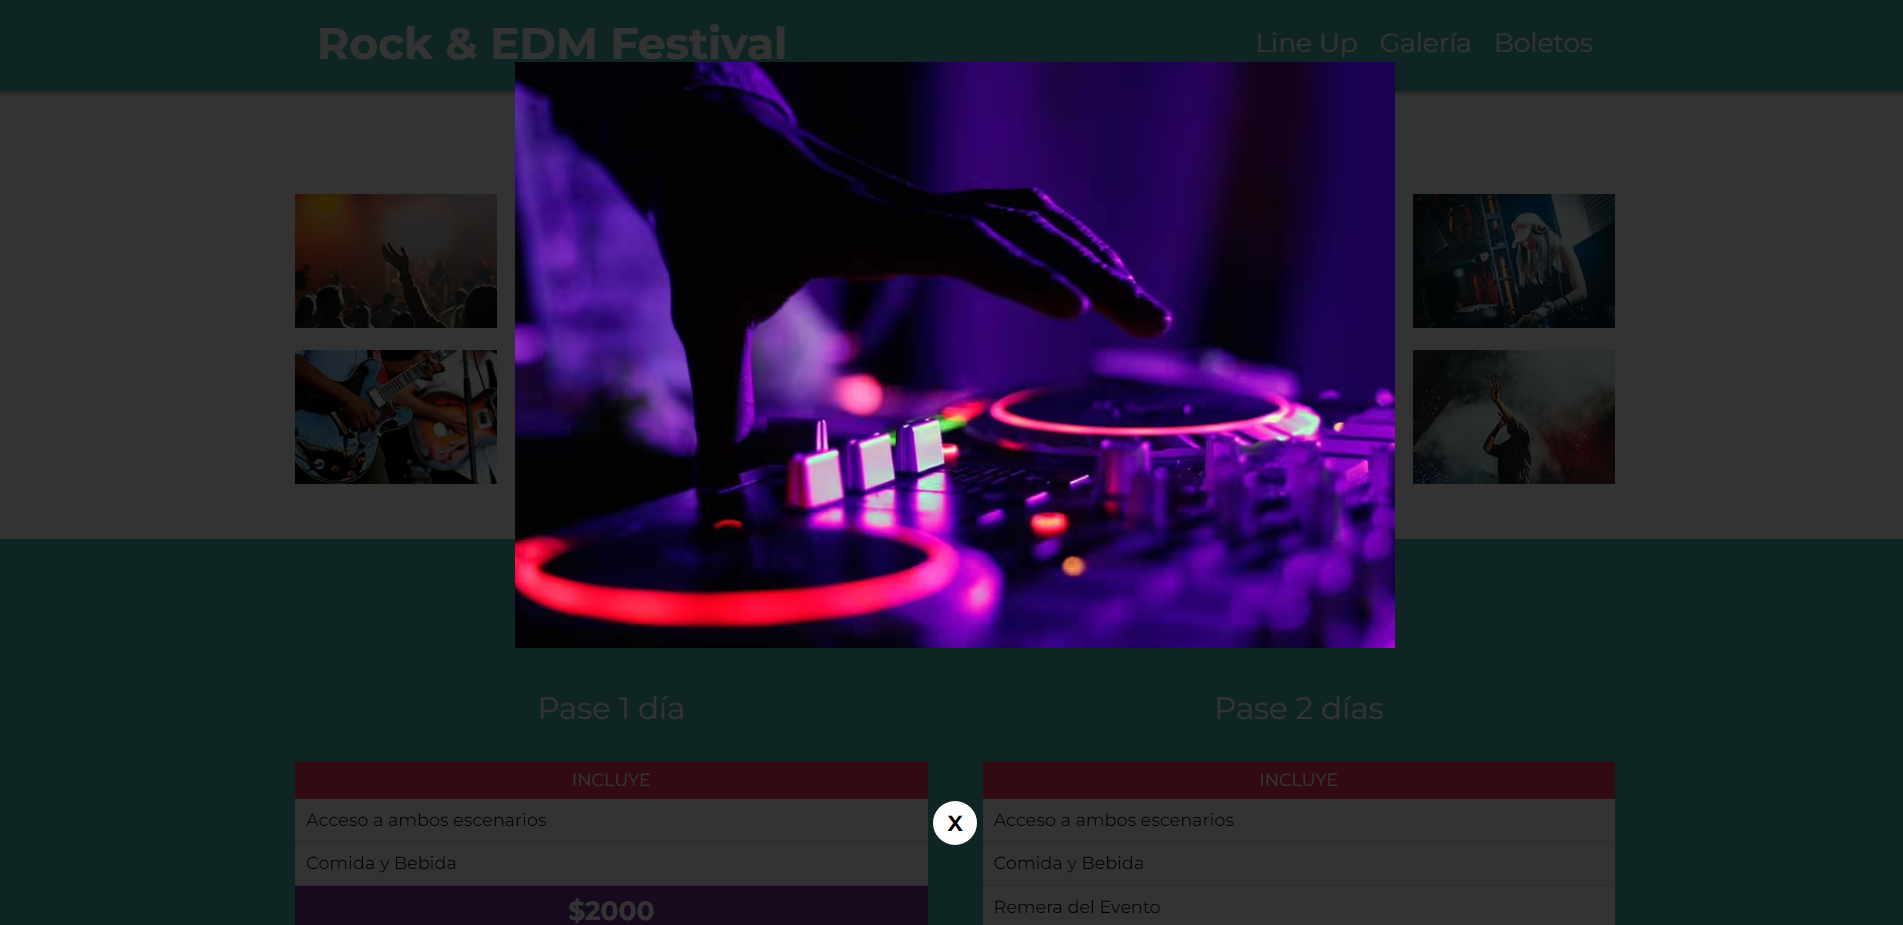 Rock & EDM Festival
Line Up Galería Boletos
Pase 1 día
Pase 2 días
INCLUYE
INCLUYE
Acceso a ambos escenarios
Acceso a ambos escenarios
X
Comida y Bebida
Comida y Bebida
$2000
Remera del Evento